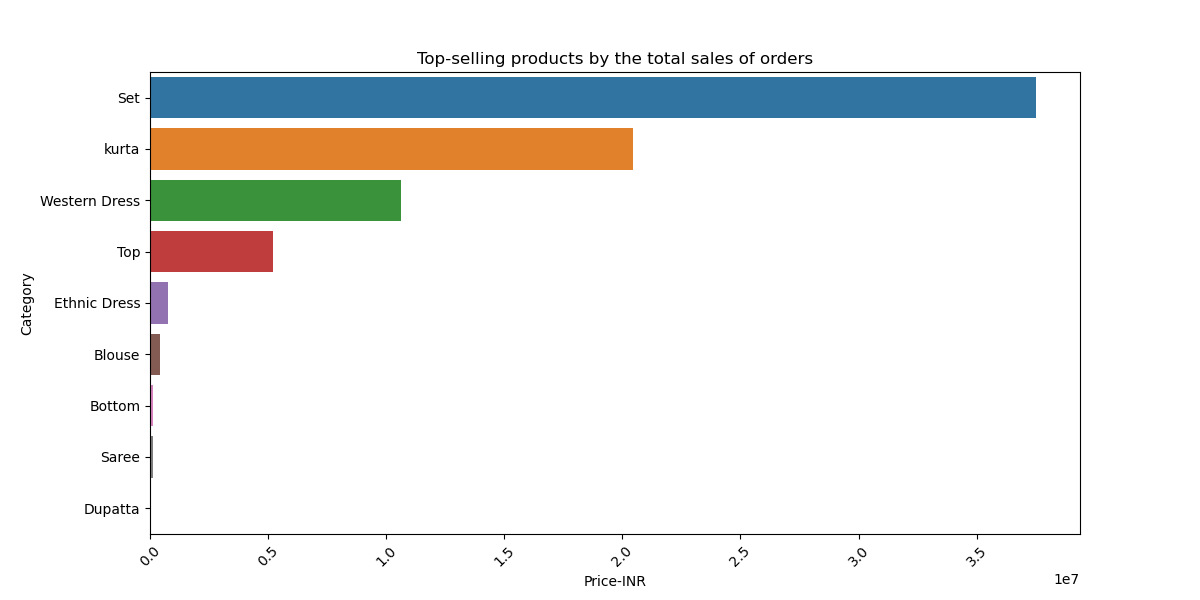 Top-selling products by the total sales of orders
Category
Set
kurta
Western Dress
Top
Ethnic Dress
Blouse
Bottom
Saree
Dupatta
0.0 0.5 1.0 1.5 2.0 2.5 3.0 3.5
1e7
Price-INR